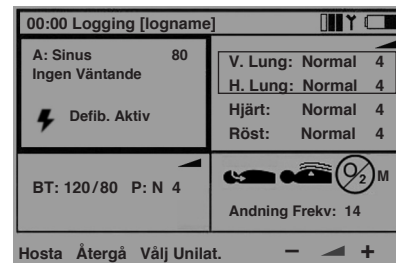 00:00 Logging [logname]
A: Sinus 80
Ingen Väntande
Defib. Aktiv
V. Lung: Normal 4
H. Lung: Normal 4
Hjärt: Normal 4
Röst: Normal 4
BT: 120/80 P: N 4
O2 M
Andning Frekv: 14
Hosta Återgå Välj Unilat. − +